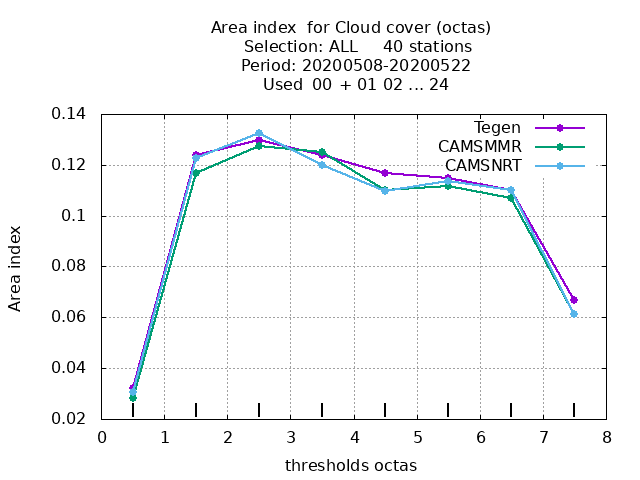 Area index  for Cloud cover (octas)
Selection: ALL     40 stations
Period: 20200508-20200522
Used  00 + 01 02 ... 24
Tegen
CAMSMMR
CAMSNRT
0.14
0.12
0.1
0.08
0.06
0.04
0.02
Area index
0 1 2 3 4 5 6 7 8
thresholds octas